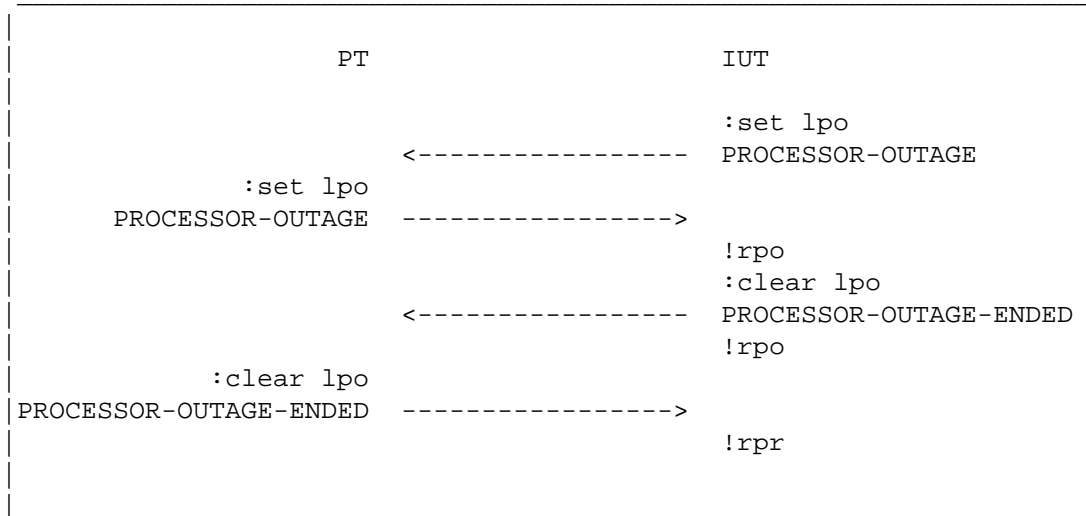 PT IUT
:set lpo
<----------------- PROCESSOR-OUTAGE
:set lpo
PROCESSOR-OUTAGE ----------------->
!rpo
:clear lpo
<----------------- PROCESSOR-OUTAGE-ENDED
!rpo
:clear lpo
PROCESSOR-OUTAGE-ENDED ----------------->
!rpr